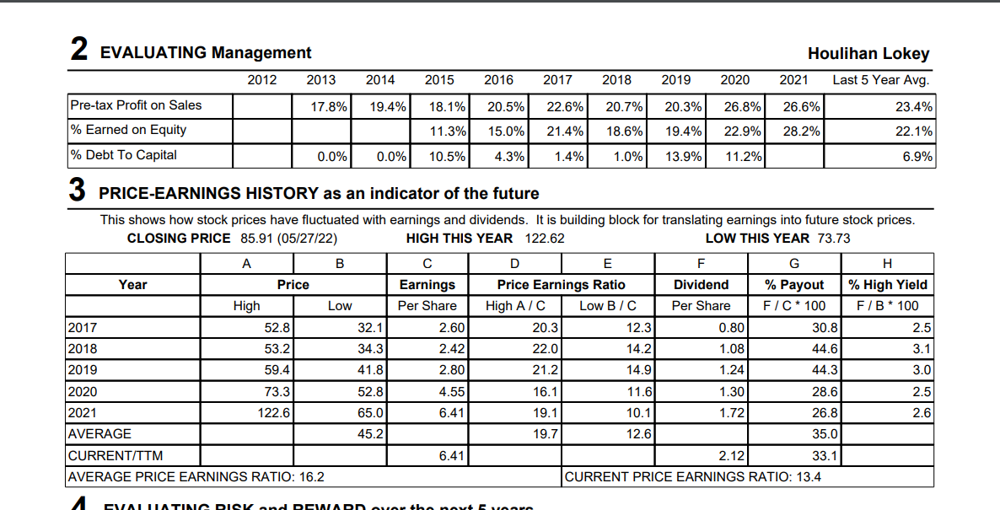 2 EVALUATING Management Houlihan Lokey
2012 2013 2014 2015 2016 2017 2018 2019 2020 2021 Last 5 Year Avg.
Pre-tax Profit on Sales 17.8% 19.4% 18.1% 20.5% 22.6% 20.7% 20.3% 26.8% 26.6% 23.4%
% Earned on Equity 11.3% 15.0% 21.4% 18.6% 19.4% 22.9% 28.2% 22.1%
% Debt To Capital 0.0% 0.0% 10.5% 4.3% 1.4% 1.0% 13.9% 11.2% 6.9%
3 PRICE-EARNINGS HISTORY as an indicator of the future
This shows how stock prices have fluctuated with earnings and dividends. It is building block for translating earnings into future stock prices.
CLOSING PRICE 85.91 (05/27/22) HIGH THIS YEAR 122.62 LOW THIS YEAR 73.73
A B C D E F G H
Year Price Earnings Price Earnings Ratio Dividend % Payout % High Yield
High Low Per Share High A / C Low B / C Per Share F / C * 100 F / B * 100
2017 52.8 32.1 2.60 20.3 12.3 0.80 30.8 2.5
2018 53.2 34.3 2.42 22.0 14.2 1.08 44.6 3.1
2019 59.4 41.8 2.80 21.2 14.9 1.24 44.3 3.0
2020 73.3 52.8 4.55 16.1 11.6 1.30 28.6 2.5
2021 122.6 65.0 6.41 19.1 10.1 1.72 26.8 2.6
AVERAGE 45.2 19.7 12.6 35.0
CURRENT/TTM 6.41 2.12 33.1
AVERAGE PRICE EARNINGS RATIO: 16.2 CURRENT PRICE EARNINGS RATIO: 13.4
4 EVALUATING RISK and REWARD over the next 5 years